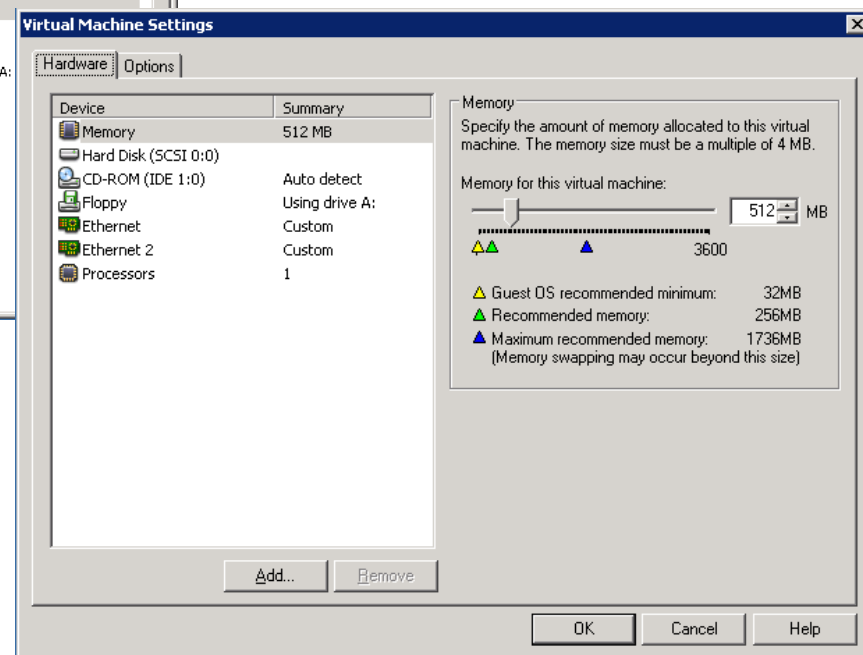 Virtual Machine Settings
A:
Hardware Options
Device Summary
Memory 512 MB
Hard Disk (SCSI 0:0)
CD-ROM (IDE 1:0) Auto detect
Floppy Using drive A:
Ethernet Custom
Ethernet 2 Custom
Processors 1
Add... Remove
Memory
Specify the amount of memory allocated to this virtual
machine. The memory size must be a multiple of 4 MB.
Memory for this virtual machine:
512 MB
3600
Guest OS recommended minimum: 32MB
Recommended memory: 256MB
Maximum recommended memory: 1736MB
(Memory swapping may occur beyond this size)
OK Cancel Help